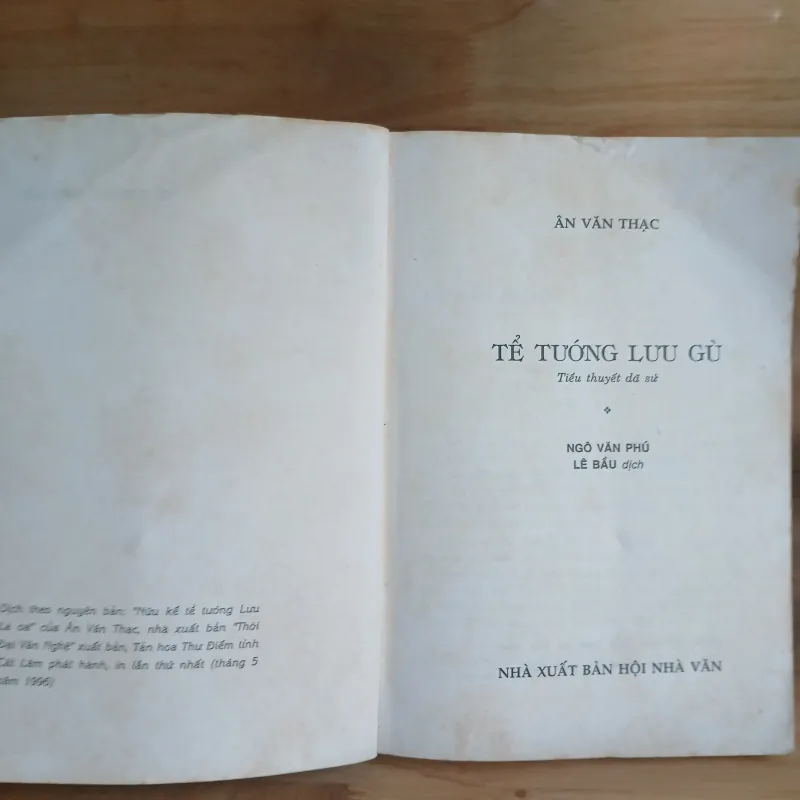 Dịch theo nguyên bản: "Hữu kế tể tướng Lưu
La oa" của Ân Văn Thạc, nhà xuất bản "Thời
Đại Văn Nghệ" xuất bản, Tân hoa Thư Điếm tỉnh
Cát Lâm phát hành, in lần thứ nhất (tháng 5
năm 1996)
ÂN VĂN THẠC
TỂ TƯỚNG LƯU GÙ
Tiểu thuyết dã sử
NGÔ VĂN PHÚ
LÊ BẦU dịch
NHÀ XUẤT BẢN HỘI NHÀ VĂN